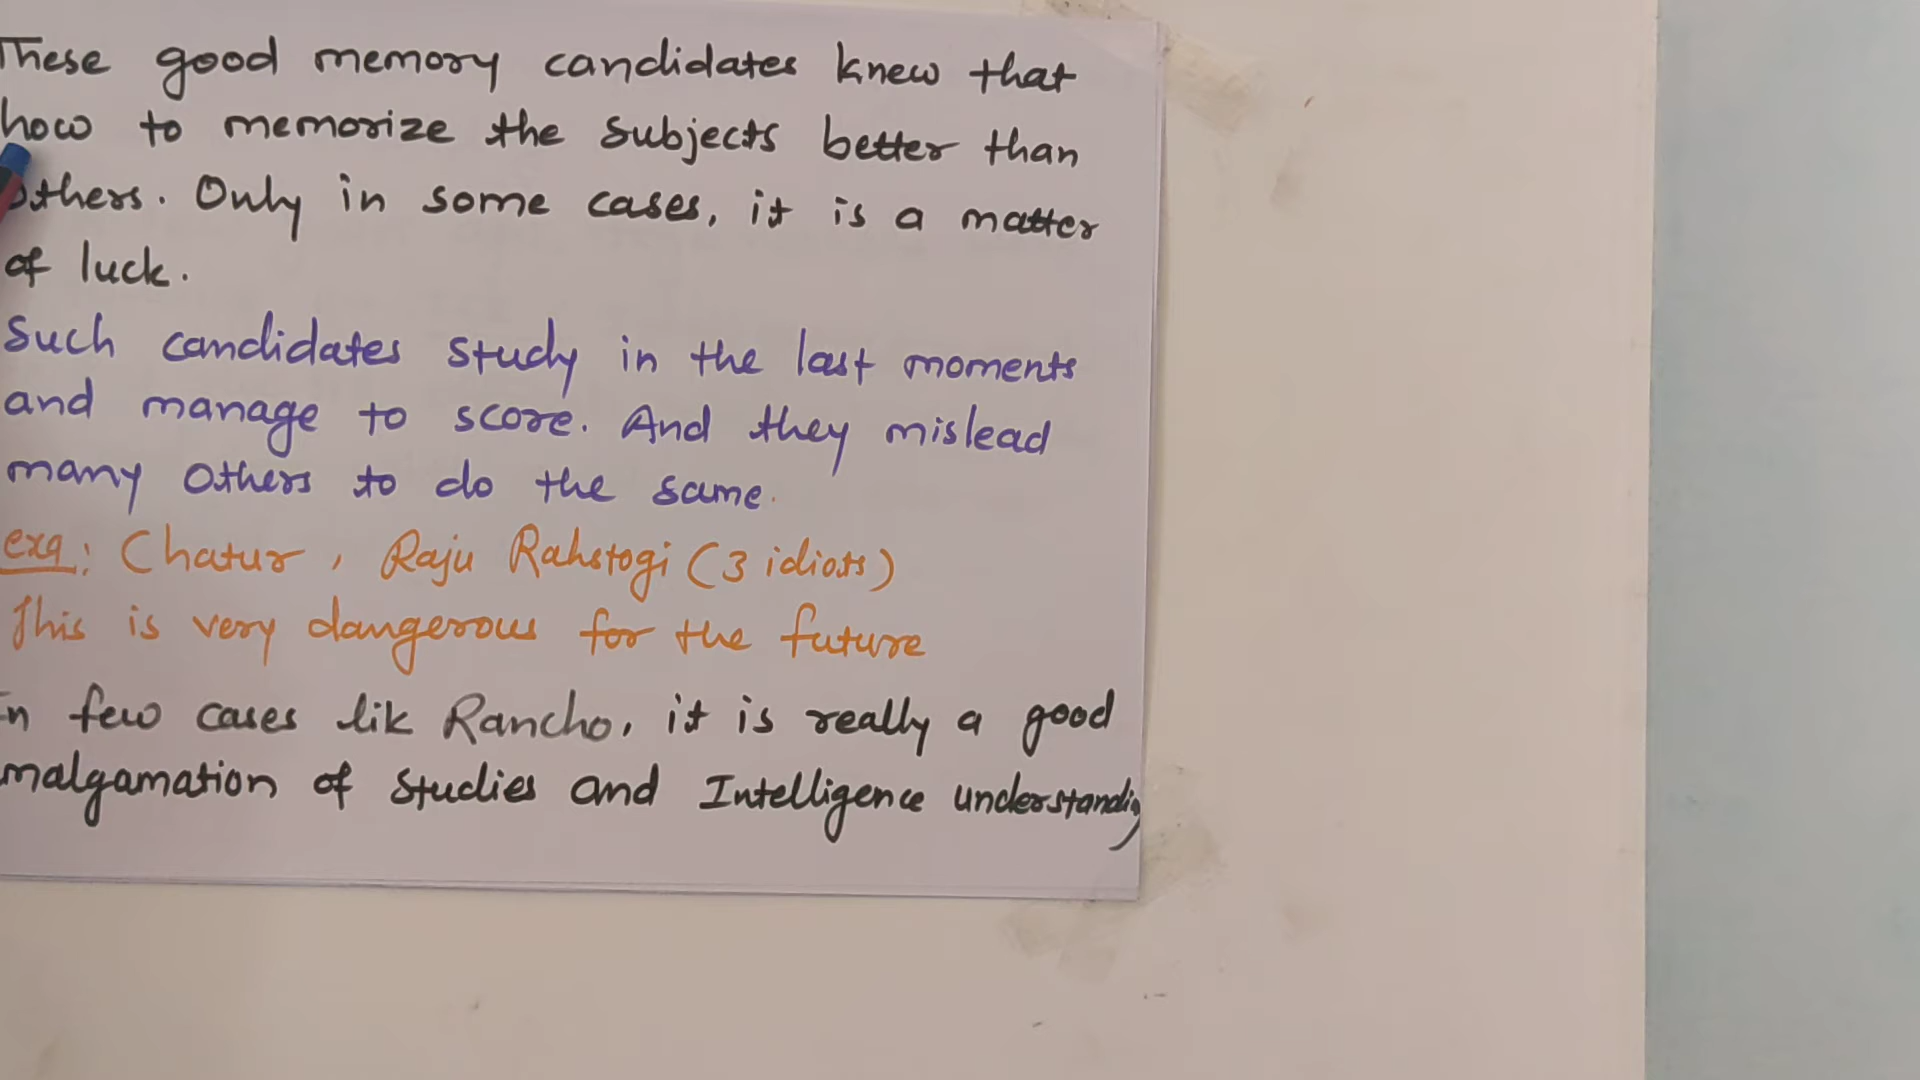 These good memory candidates knew that
how to memorize the subjects better than
others. Only in some cases, it is a matter
of luck.
Such candidates study in the last moments
and manage to score. And they mislead
many others to do the same.
exg: Chatur, Raju Rahstogi (3 idiots)
This is very dangerous for the future
In few cases lik Rancho, it is really a good
malgamation of studies and Intelligence understanding